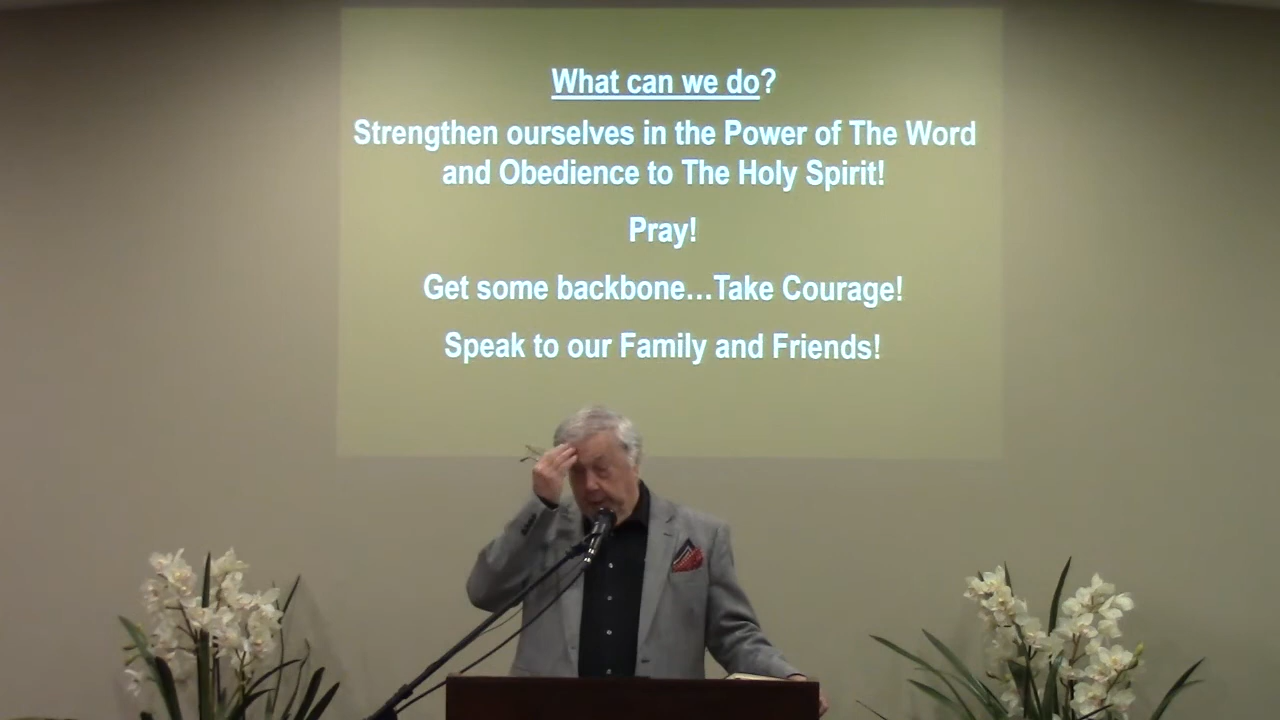 What can we do?
Strengthen ourselves in the Power of The Word
and Obedience to The Holy Spirit!
Pray!
Get some backbone...Take Courage!
Speak to our Family and Friends!